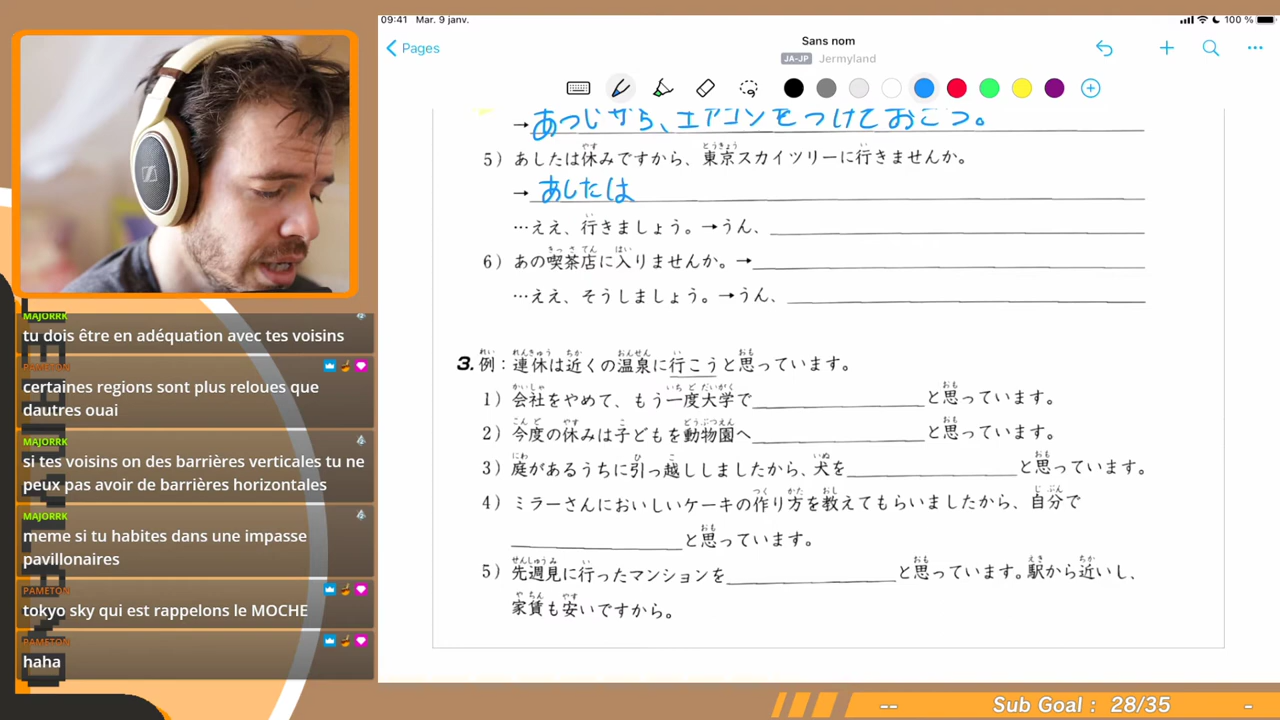 09:41 Mar. 9 janv.
100 %
Pages
Sans nom
JA-JP Jermyland
→ あついから、エアコンをつけておこう。
5) あしたは休みですから、東京スカイツリーに行きませんか。
→ あしたは
…ええ、行きましょう。→うん、
6) あの喫茶店に入りませんか。→
…ええ、そうしましょう。→うん、
3. 例：連休は近くの温泉に行こうと思っています。
1) 会社をやめて、もう一度大学で と思っています。
2) 今度の休みは子どもを動物園へ と思っています。
3) 庭があるうちに引っ越ししましたから、犬を と思っています。
4) ミラーさんにおいしいケーキの作り方を教えてもらいましたから、自分で
と思っています。
5) 先週見に行ったマンションを と思っています。駅から近いし、
家賃も安いですから。
MAJORRK
tu dois être en adéquation avec tes voisins
PAMETON
certaines regions sont plus reloues que
dautres ouai
MAJORRK
si tes voisins on des barrières verticales tu ne
peux pas avoir de barrières horizontales
MAJORRK
meme si tu habites dans une impasse
pavillonaires
PAMETON
tokyo sky qui est rappelons le MOCHE
PAMETON
haha
-- Sub Goal : 28/35 -